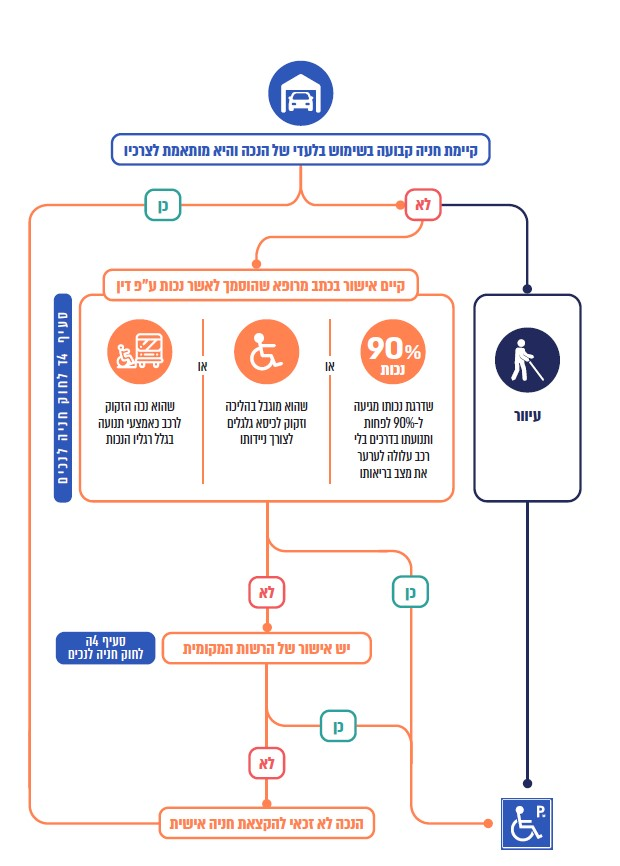 קיימת חניה קבועה בשימוש בלעדי של הנכה והיא מותאמת לצרכיו
לא
כן
קיים אישור בכתב מרופא שהוסמך לאשר נכות ע"פ דין
סעיף 4ד לחוק חניה לנכים
90%
נכות
שדרגת נכותו מגיעה
ל-90% לפחות
ותנועתו בדרכים בלי
רכב עלולה לערער
את מצב בריאותו
או
שהוא מוגבל בהליכה
וזקוק לכיסא גלגלים
לצורך ניידותו
או
שהוא נכה הזקוק
לרכב כאמצעי תנועה
בגלל רגליו הנכות
עיוור
כן
לא
יש אישור של הרשות המקומית
סעיף 4ה
לחוק חניה לנכים
כן
לא
הנכה לא זכאי להקצאת חניה אישית
P.